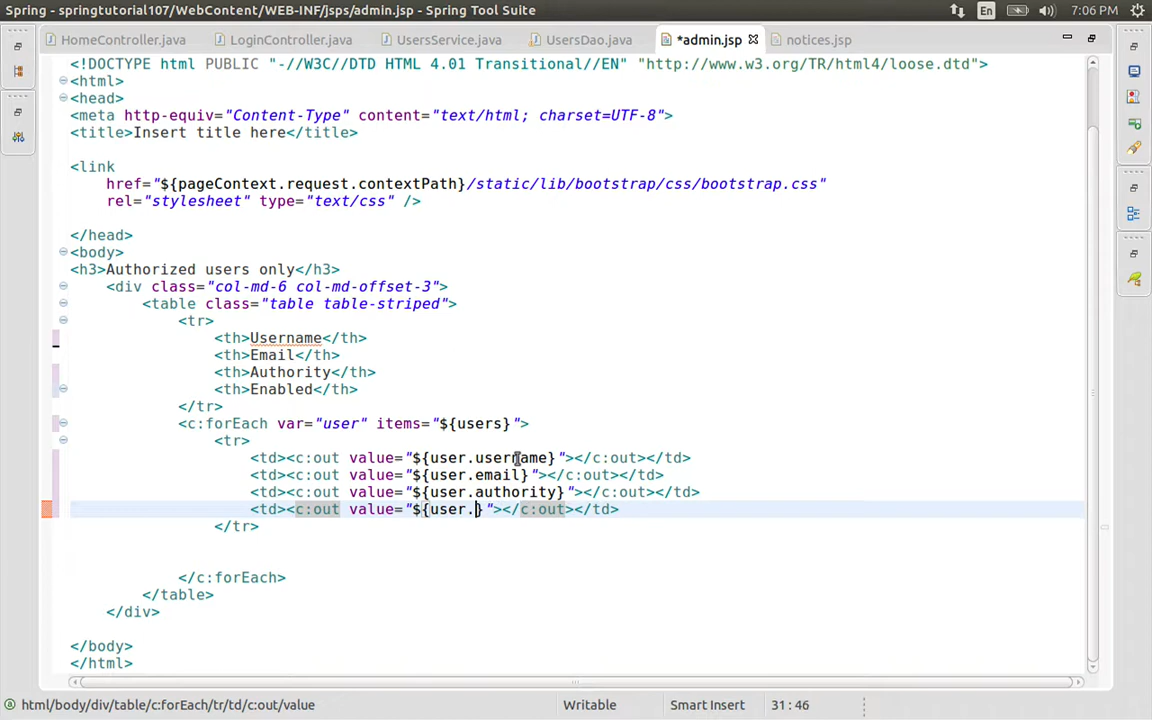 Spring - springtutorial107/WebContent/WEB-INF/jsps/admin.jsp - Spring Tool Suite
En
7:06 PM
HomeController.java
LoginController.java
UsersService.java
UsersDao.java
*admin.jsp
notices.jsp
<!DOCTYPE html PUBLIC "-//W3C//DTD HTML 4.01 Transitional//EN" "http://www.w3.org/TR/html4/loose.dtd">
<html>
<head>
<meta http-equiv="Content-Type" content="text/html; charset=UTF-8">
<title>Insert title here</title>
<link
href="${pageContext.request.contextPath}/static/lib/bootstrap/css/bootstrap.css"
rel="stylesheet" type="text/css" />
</head>
<body>
<h3>Authorized users only</h3>
<div class="col-md-6 col-md-offset-3">
<table class="table table-striped">
<tr>
<th>Username</th>
<th>Email</th>
<th>Authority</th>
<th>Enabled</th>
</tr>
<c:forEach var="user" items="${users}">
<tr>
<td><c:out value="${user.username}"></c:out></td>
<td><c:out value="${user.email}"></c:out></td>
<td><c:out value="${user.authority}"></c:out></td>
<td><c:out value="${user.}"></c:out></td>
</tr>
</c:forEach>
</table>
</div>
</body>
</html>
html/body/div/table/c:forEach/tr/td/c:out/value
Writable
Smart Insert
31 : 46